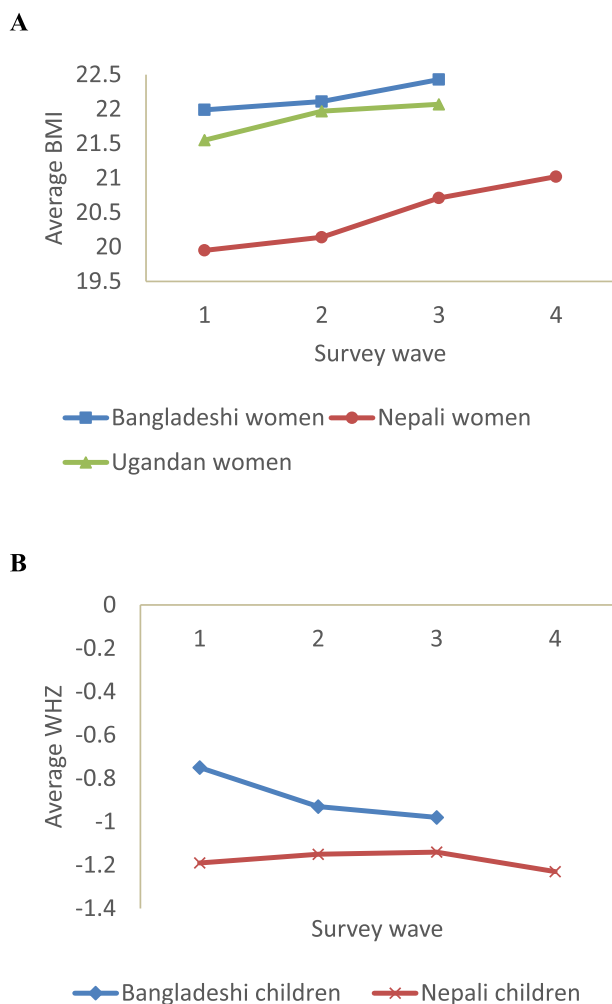 A
22.5
22
21.5
21
20.5
20
19.5
Average BMI
1 2 3 4
Survey wave
Bangladeshi women Nepali women
Ugandan women
B
0
-0.2
-0.4
-0.6
-0.8
-1
-1.2
-1.4
Average WHZ
1 2 3 4
Survey wave
Bangladeshi children Nepali children